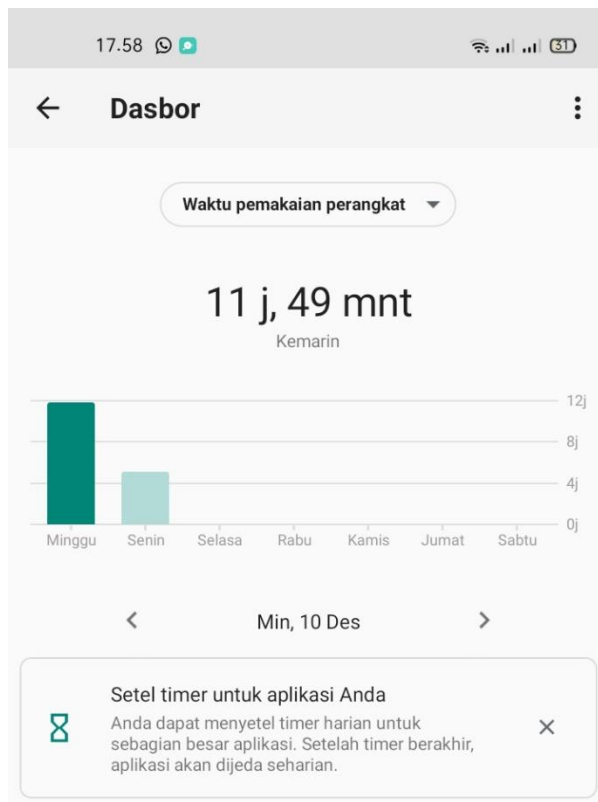 17.58
31
Dasbor
Waktu pemakaian perangkat
11 j, 49 mnt
Kemarin
12j
8j
4j
0j
Minggu Senin Selasa Rabu Kamis Jumat Sabtu
Min, 10 Des
Setel timer untuk aplikasi Anda
Anda dapat menyetel timer harian untuk
sebagian besar aplikasi. Setelah timer berakhir,
aplikasi akan dijeda seharian.